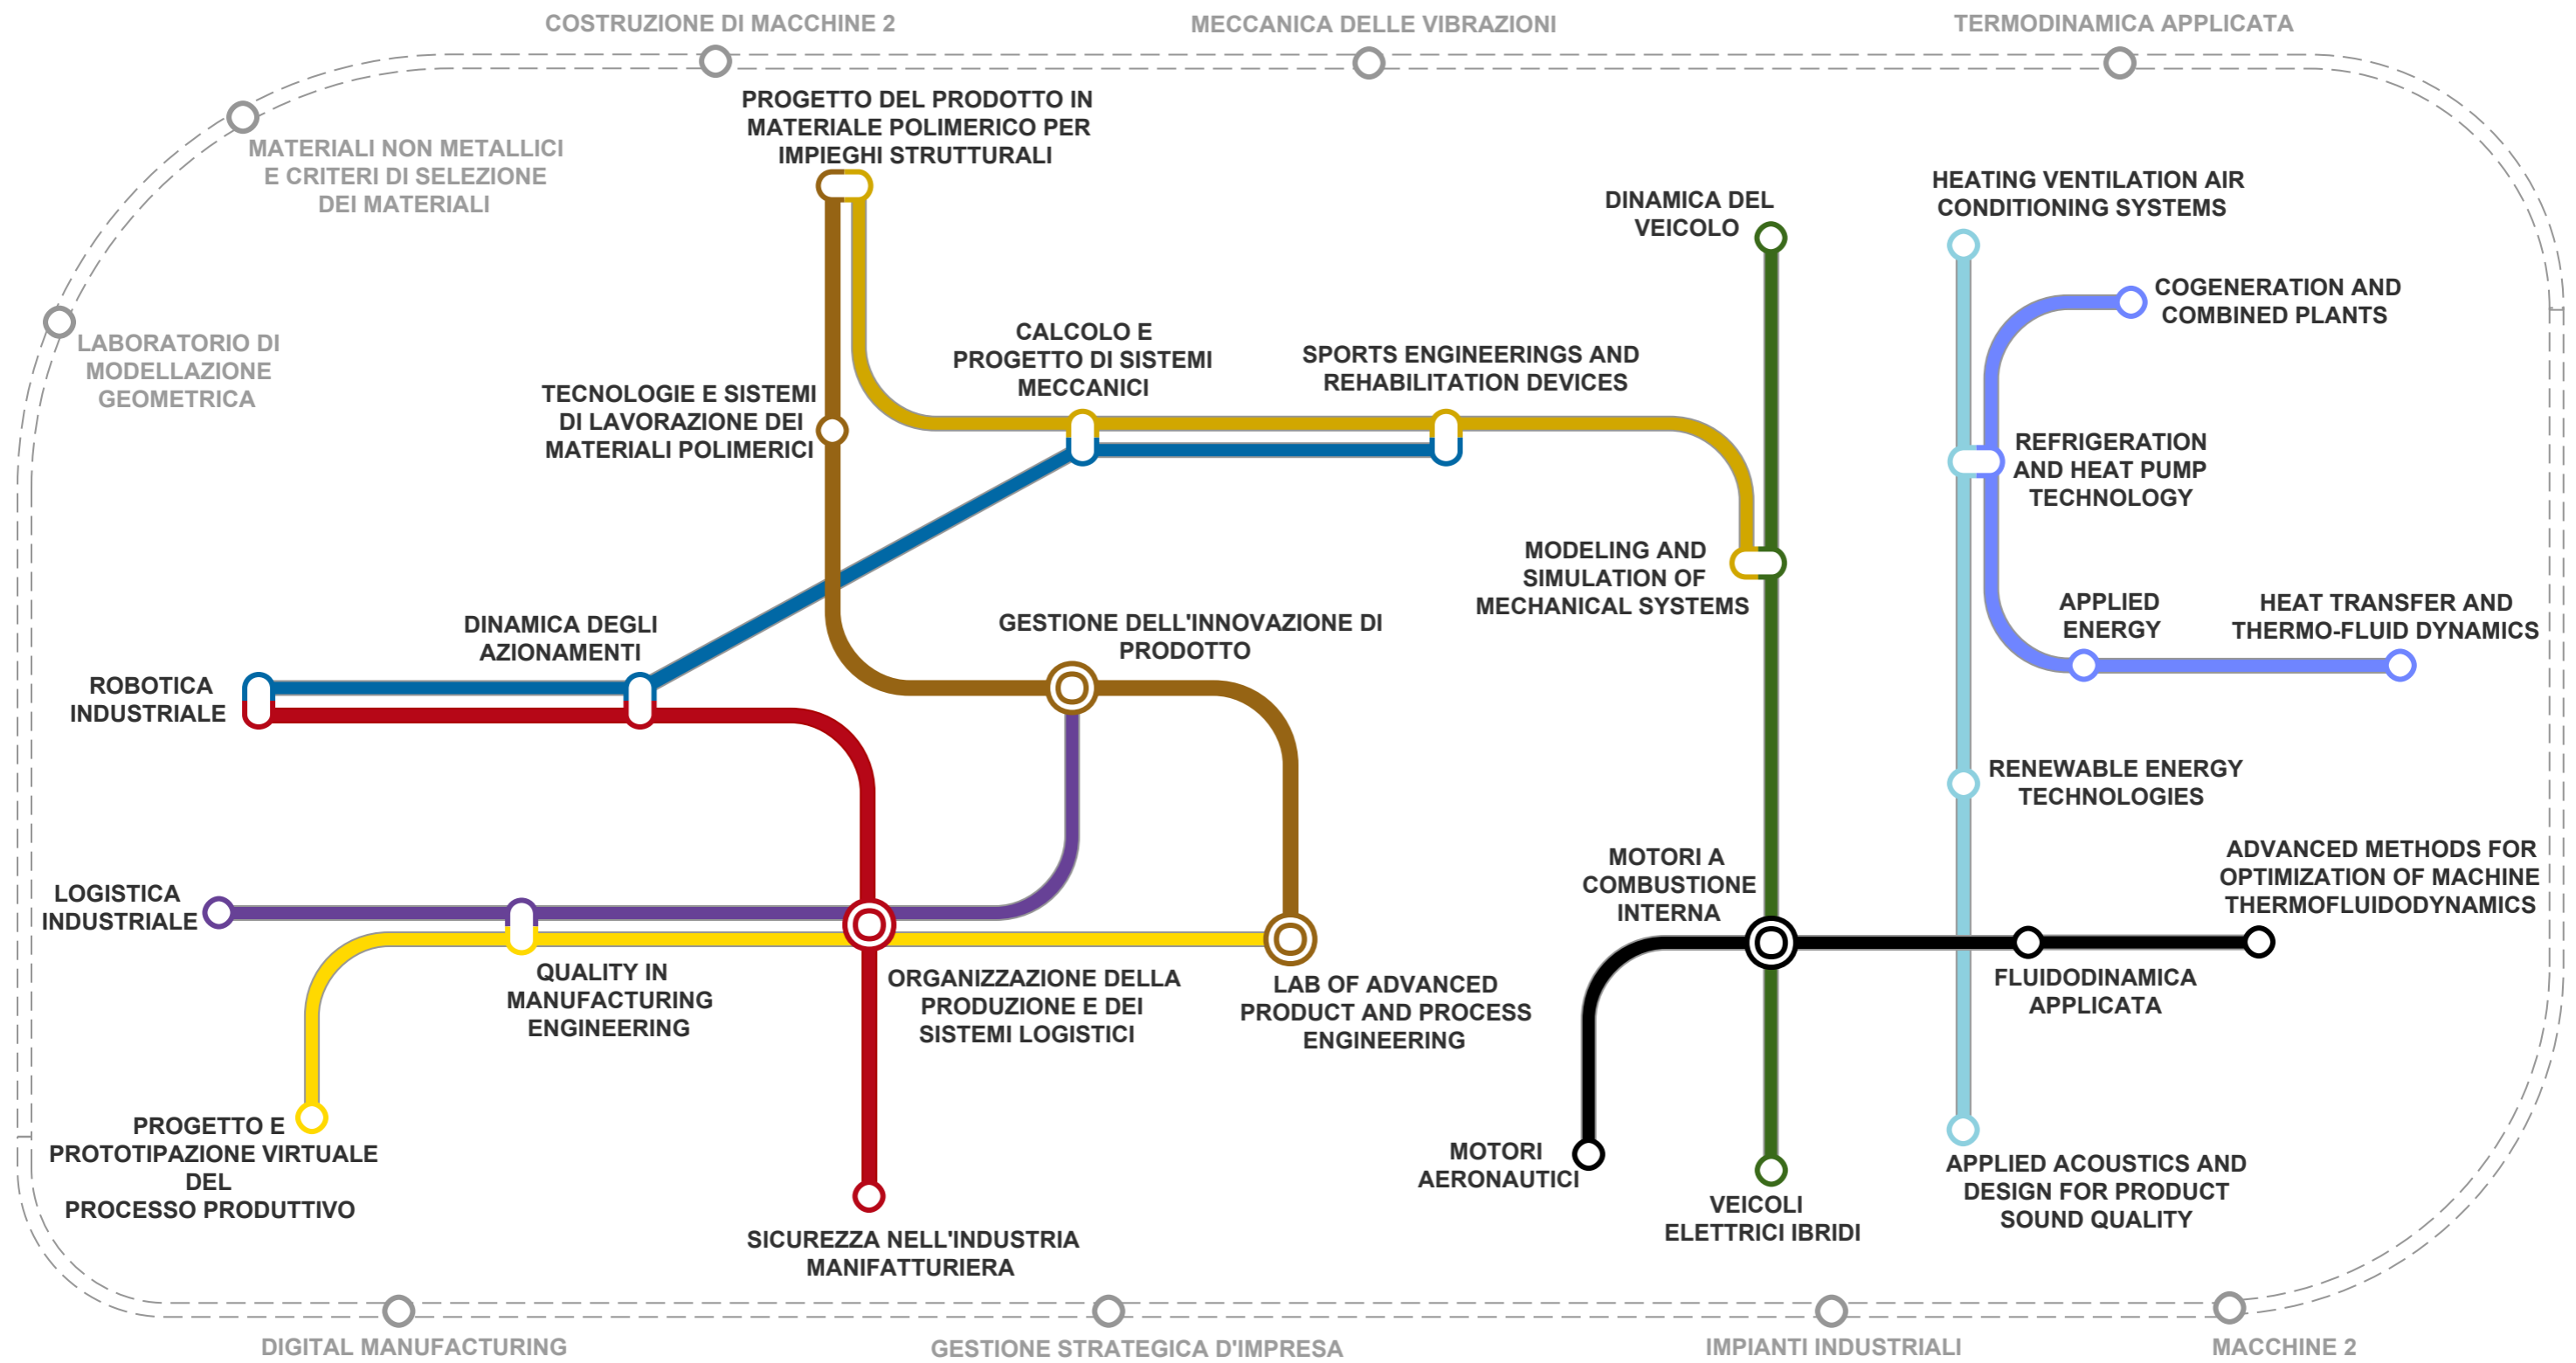 COSTRUZIONE DI MACCHINE 2
MECCANICA DELLE VIBRAZIONI
TERMODINAMICA APPLICATA
MATERIALI NON METALLICI
E CRITERI DI SELEZIONE
DEI MATERIALI
LABORATORIO DI
MODELLAZIONE
GEOMETRICA
PROGETTO DEL PRODOTTO IN
MATERIALE POLIMERICO PER
IMPIEGHI STRUTTURALI
DINAMICA DEL
VEICOLO
HEATING VENTILATION AIR
CONDITIONING SYSTEMS
COGENERATION AND
COMBINED PLANTS
TECNOLOGIE E SISTEMI
DI LAVORAZIONE DEI
MATERIALI POLIMERICI
CALCOLO E
PROGETTO DI SISTEMI
MECCANICI
SPORTS ENGINEERINGS AND
REHABILITATION DEVICES
REFRIGERATION
AND HEAT PUMP
TECHNOLOGY
MODELING AND
SIMULATION OF
MECHANICAL SYSTEMS
APPLIED
ENERGY
HEAT TRANSFER AND
THERMO-FLUID DYNAMICS
DINAMICA DEGLI
AZIONAMENTI
GESTIONE DELL'INNOVAZIONE DI
PRODOTTO
ROBOTICA
INDUSTRIALE
RENEWABLE ENERGY
TECHNOLOGIES
LOGISTICA
INDUSTRIALE
MOTORI A
COMBUSTIONE
INTERNA
ADVANCED METHODS FOR
OPTIMIZATION OF MACHINE
THERMOFLUIDODYNAMICS
QUALITY IN
MANUFACTURING
ENGINEERING
ORGANIZZAZIONE DELLA
PRODUZIONE E DEI
SISTEMI LOGISTICI
LAB OF ADVANCED
PRODUCT AND PROCESS
ENGINEERING
FLUIDODINAMICA
APPLICATA
PROGETTO E
PROTOTIPAZIONE VIRTUALE
DEL
PROCESSO PRODUTTIVO
MOTORI
AERONAUTICI
VEICOLI
ELETTRICI IBRIDI
APPLIED ACOUSTICS AND
DESIGN FOR PRODUCT
SOUND QUALITY
SICUREZZA NELL'INDUSTRIA
MANIFATTURIERA
DIGITAL MANUFACTURING
GESTIONE STRATEGICA D'IMPRESA
IMPIANTI INDUSTRIALI
MACCHINE 2